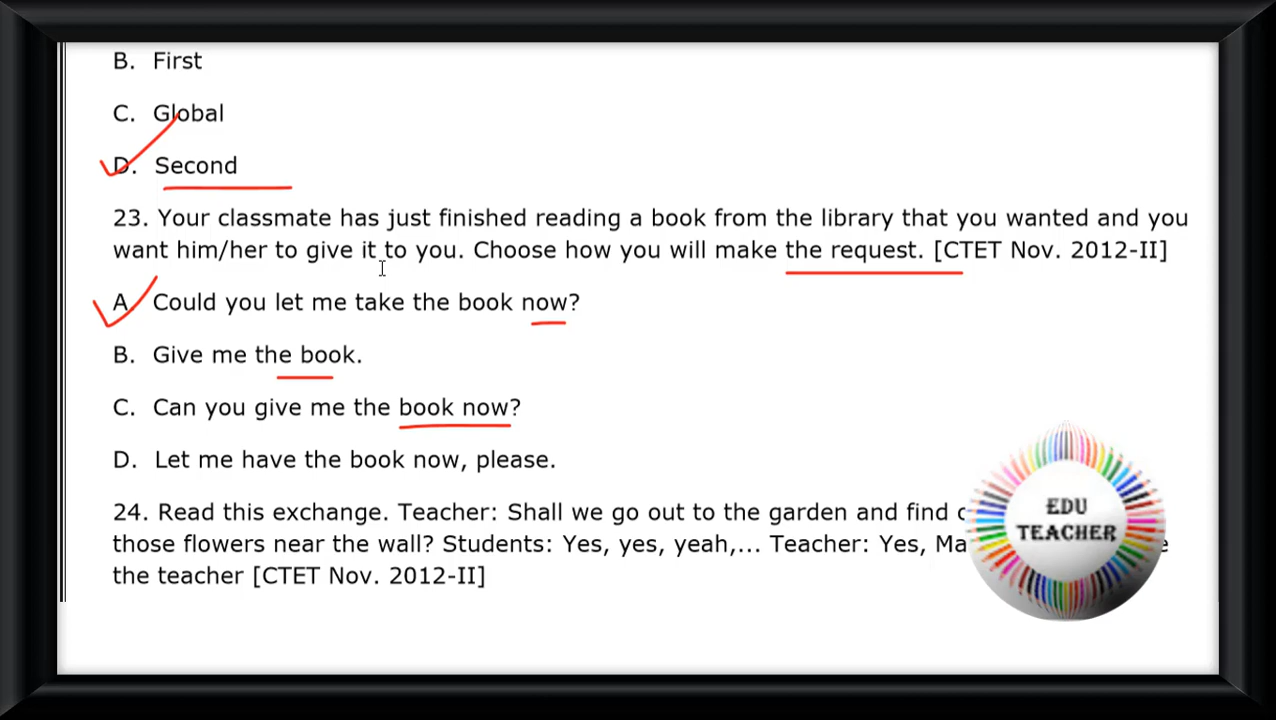 B. First
C. Global
D. Second
23. Your classmate has just finished reading a book from the library that you wanted and you
want him/her to give it to you. Choose how you will make the request. [CTET Nov. 2012-II]
A. Could you let me take the book now?
B. Give me the book.
C. Can you give me the book now?
D. Let me have the book now, please.
24. Read this exchange. Teacher: Shall we go out to the garden and find
those flowers near the wall? Students: Yes, yes, yeah,... Teacher: Yes,
the teacher [CTET Nov. 2012-II]
EDU
TEACHER